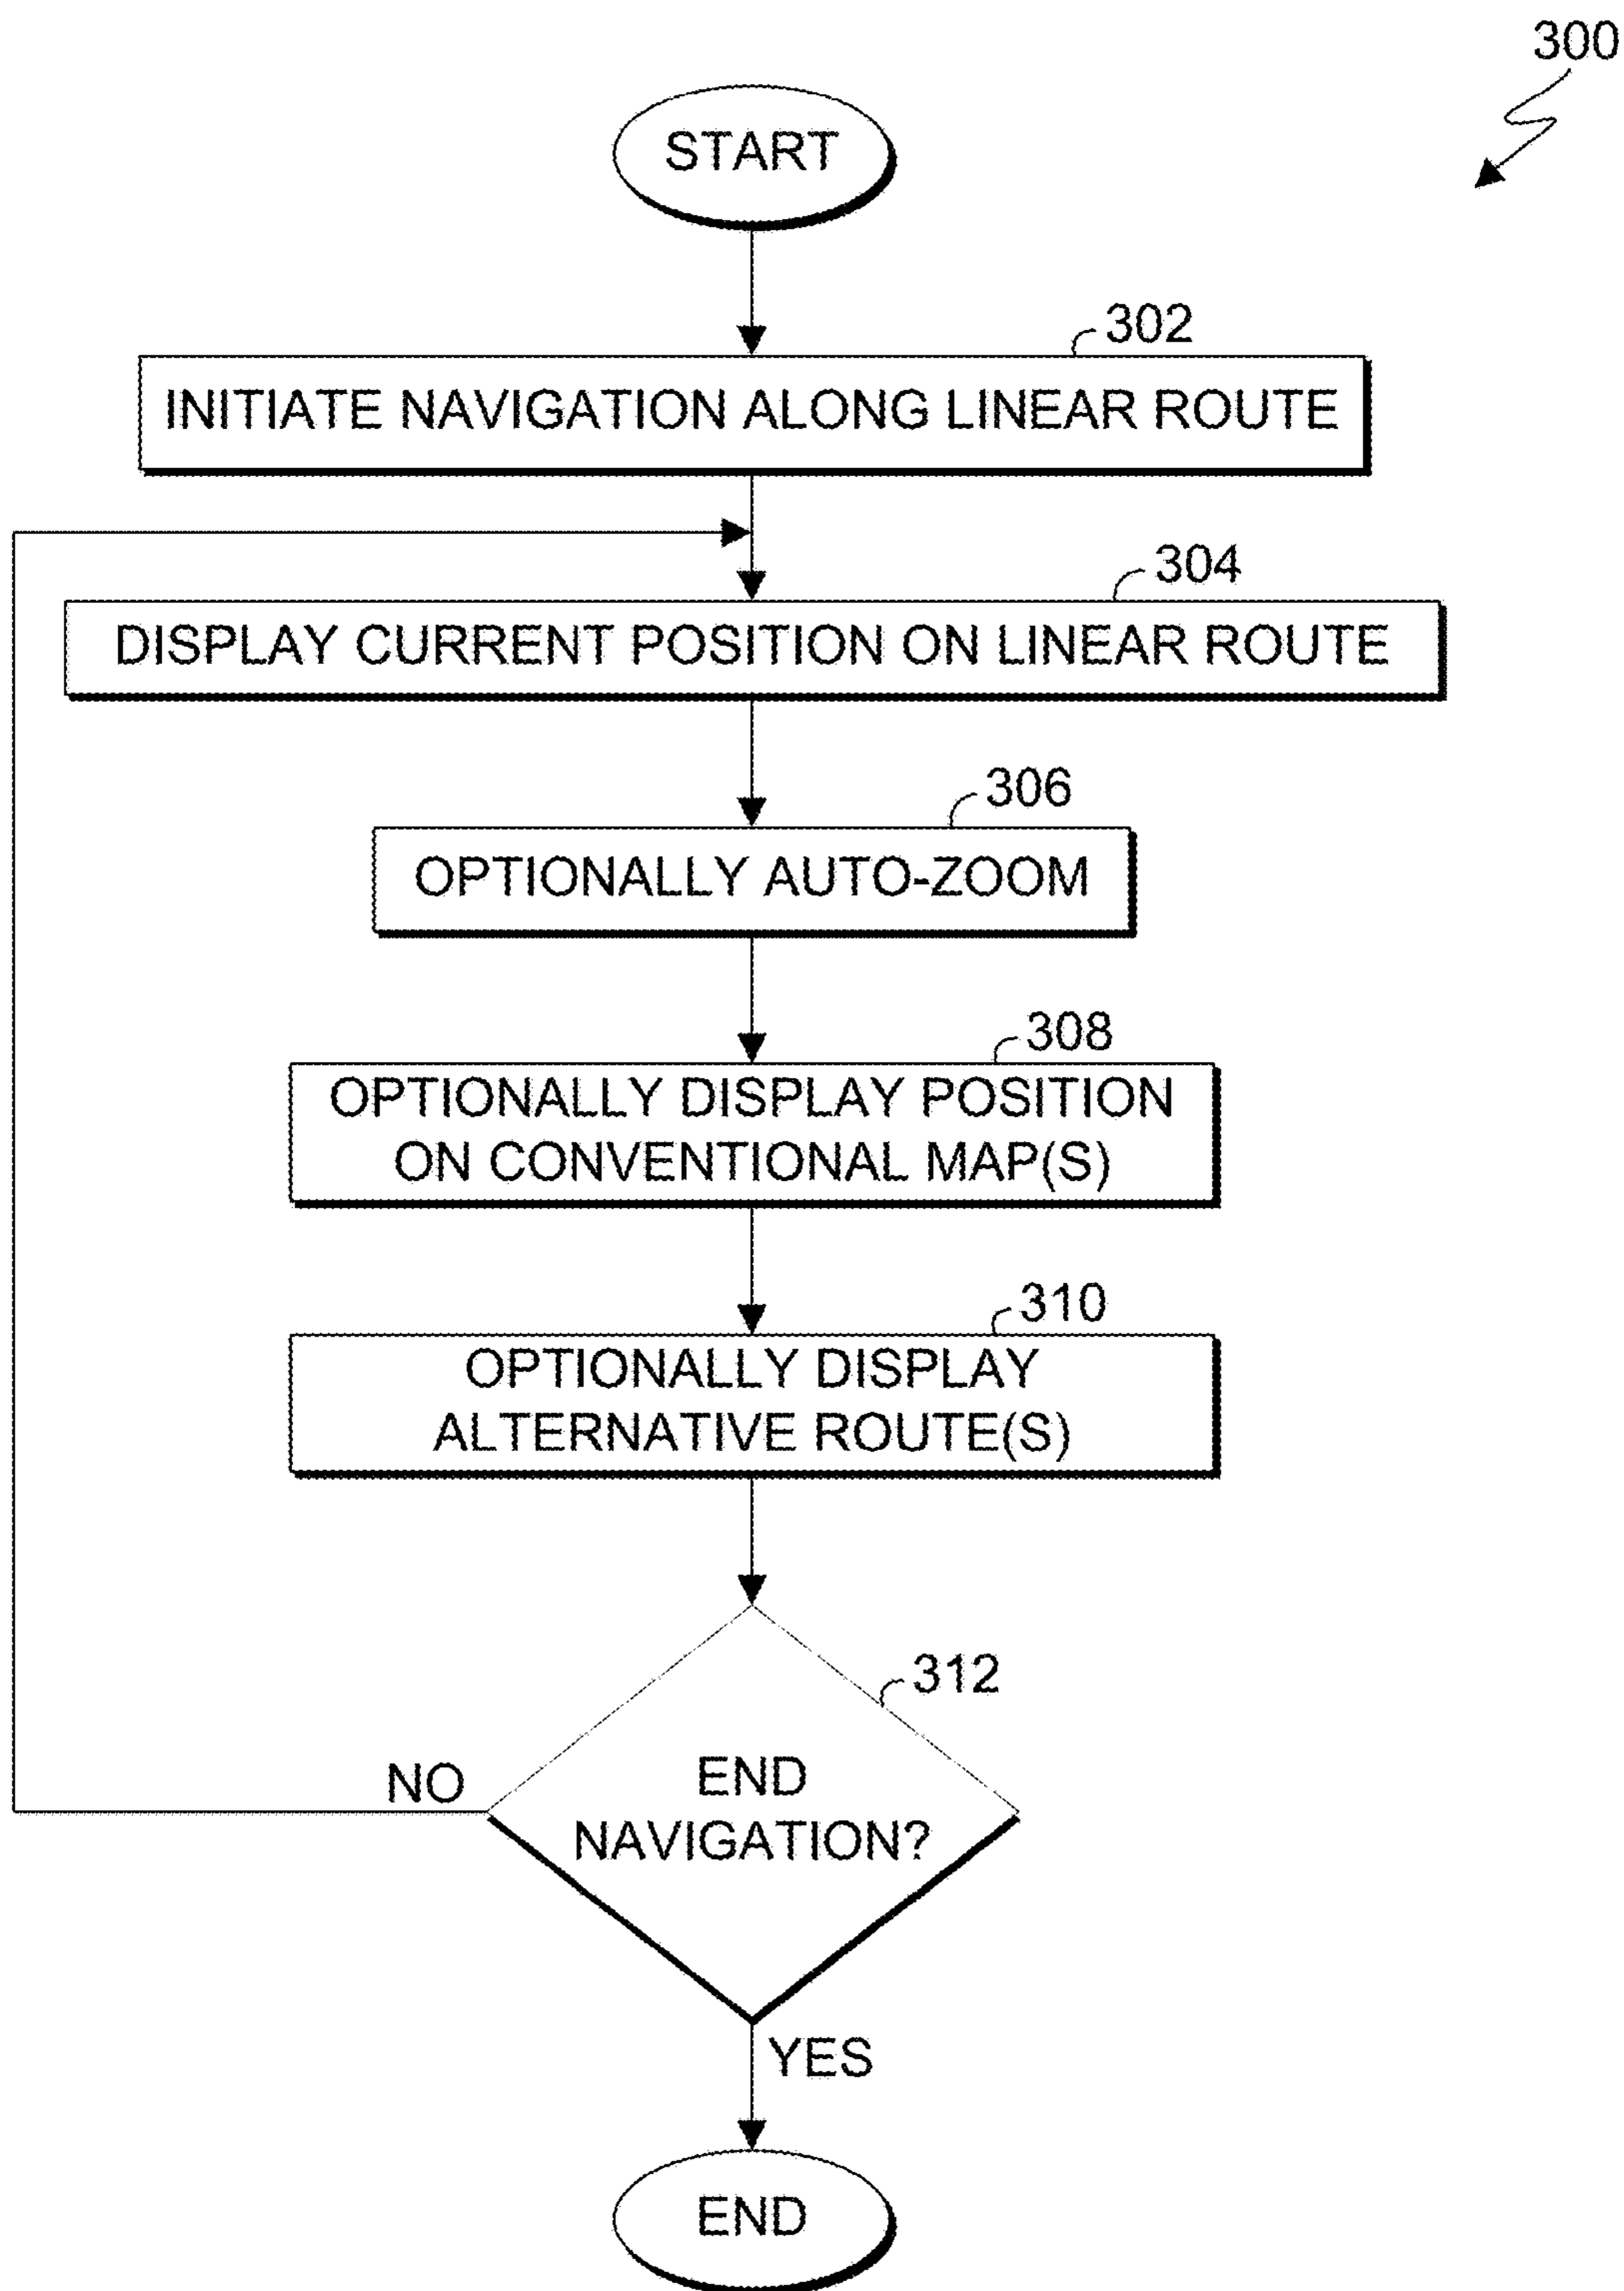 300
START
302
INITIATE NAVIGATION ALONG LINEAR ROUTE
304
DISPLAY CURRENT POSITION ON LINEAR ROUTE
306
OPTIONALLY AUTO-ZOOM
308
OPTIONALLY DISPLAY POSITION
ON CONVENTIONAL MAP(S)
310
OPTIONALLY DISPLAY
ALTERNATIVE ROUTE(S)
312
END
NAVIGATION?
NO
YES
END